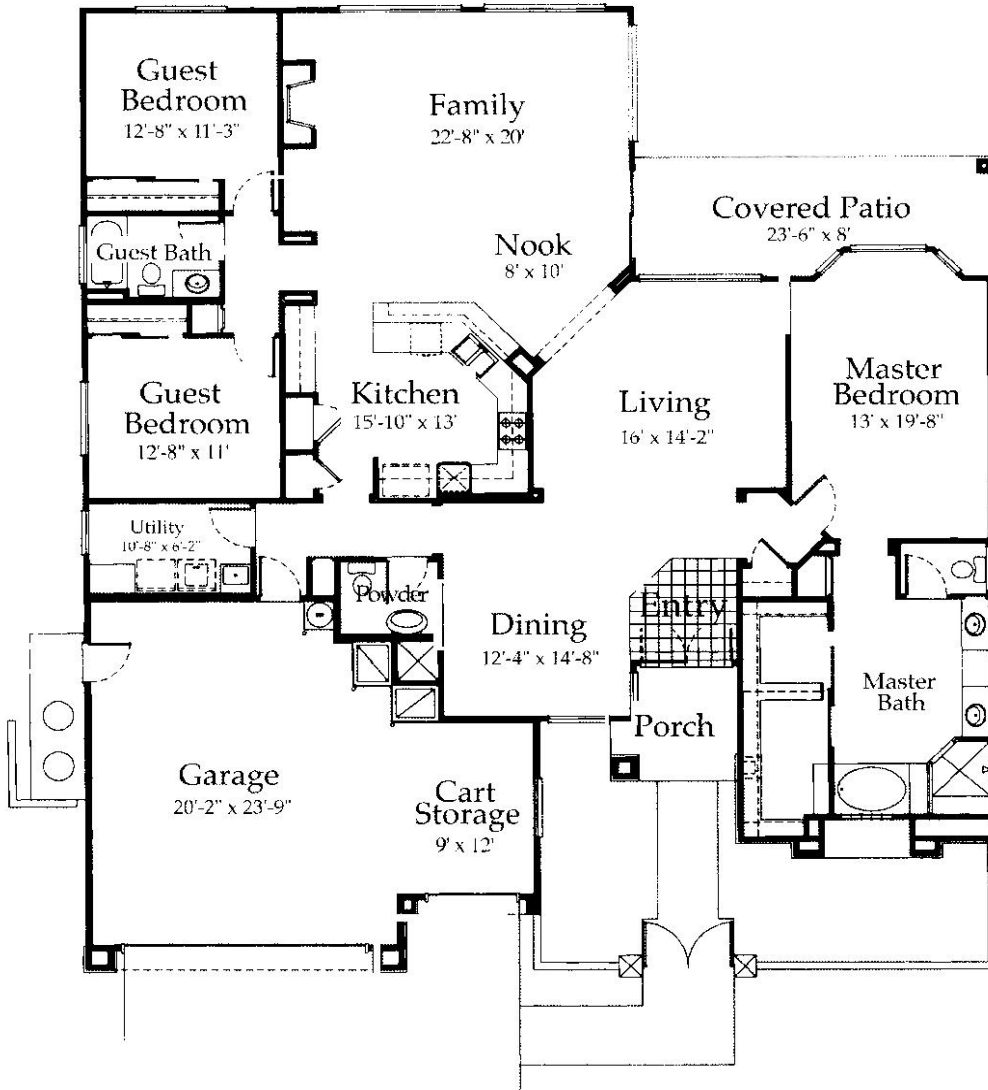 Guest
Bedroom
12'-8" x 11'-3"
Family
22'-8" x 20'
Covered Patio
23'-6" x 8'
Guest Bath
Nook
8' x 10'
Guest
Bedroom
12'-8" x 11'
Kitchen
15'-10" x 13'
Living
16' x 14'-2"
Master
Bedroom
13' x 19'-8"
Utility
10'-8" x 6'-2"
Powder
Dining
12'-4" x 14'-8"
Entry
Master
Bath
Porch
Garage
20'-2" x 23'-9"
Cart
Storage
9' x 12'